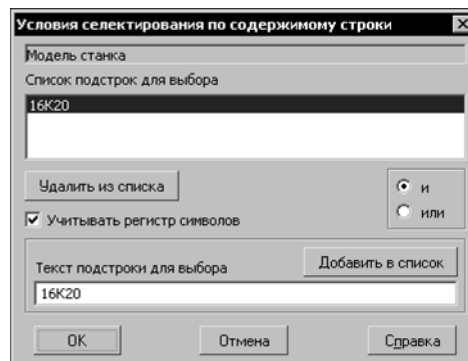 Условия селектирования по содержимому строки
Модель станка
Список подстрок для выбора
16К20
Удалить из списка
и
или
Учитывать регистр символов
Добавить в список
Текст подстроки для выбора
16К20
OK
Отмена
Справка